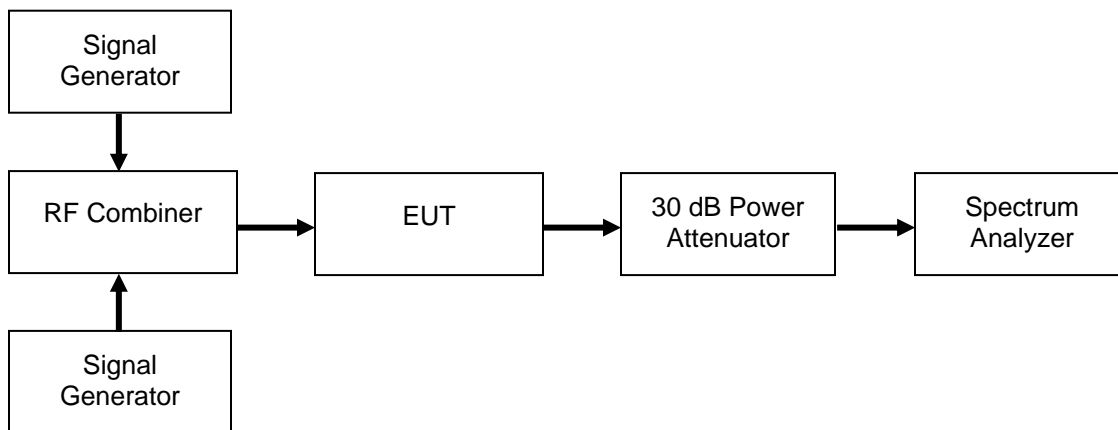 Signal
Generator
RF Combiner
EUT
30 dB Power
Attenuator
Spectrum
Analyzer
Signal
Generator